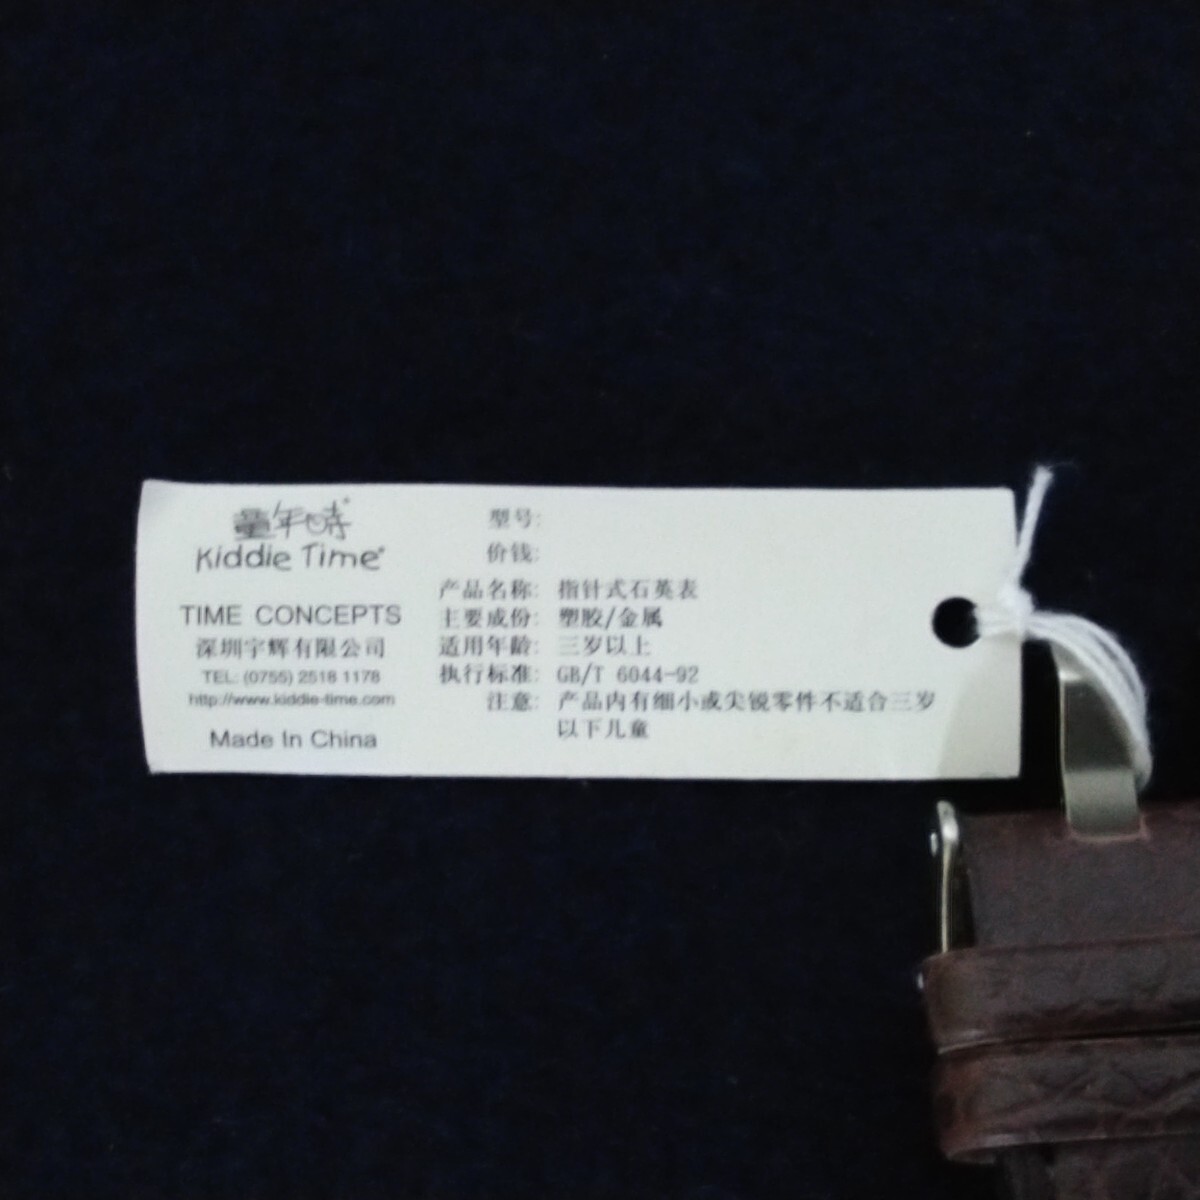 童年時
Kiddie Time®
TIME CONCEPTS
深圳宇辉有限公司
TEL: (0755) 2518 1178
http://www.kiddie-time.com
Made In China
型号:
价钱:
产品名称: 指针式石英表
主要成份: 塑胶/金属
适用年龄: 三岁以上
执行标准: GB/T 6044-92
注意: 产品内有细小或尖锐零件不适合三岁
以下儿童